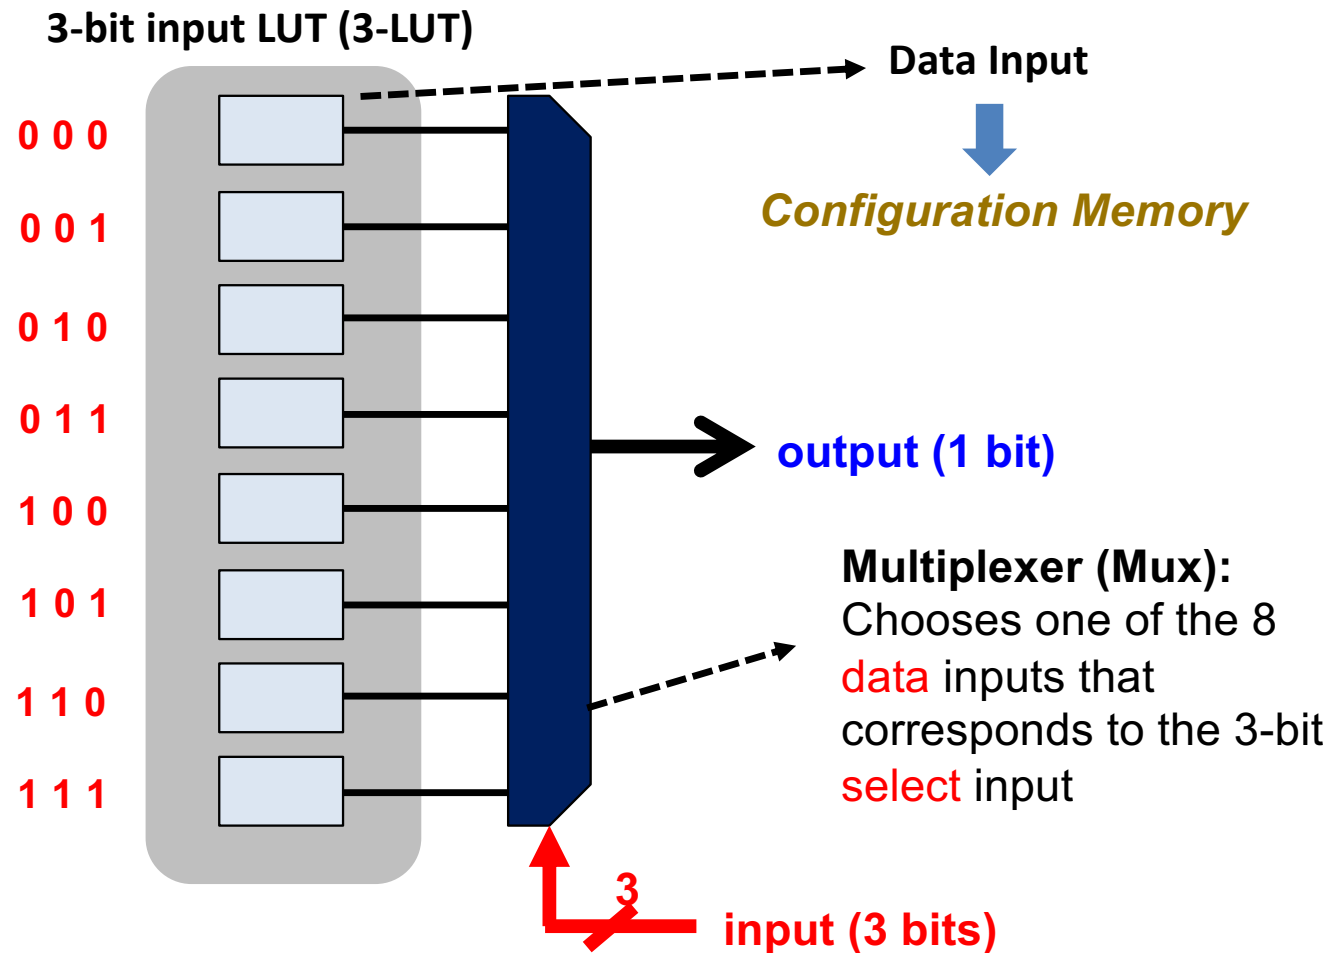 3-bit input LUT (3-LUT)
Data Input
Configuration Memory
0 0 0
0 0 1
0 1 0
0 1 1
1 0 0
1 0 1
1 1 0
1 1 1
output (1 bit)
Multiplexer (Mux):
Chooses one of the 8
data inputs that
corresponds to the 3-bit
select input
3
input (3 bits)